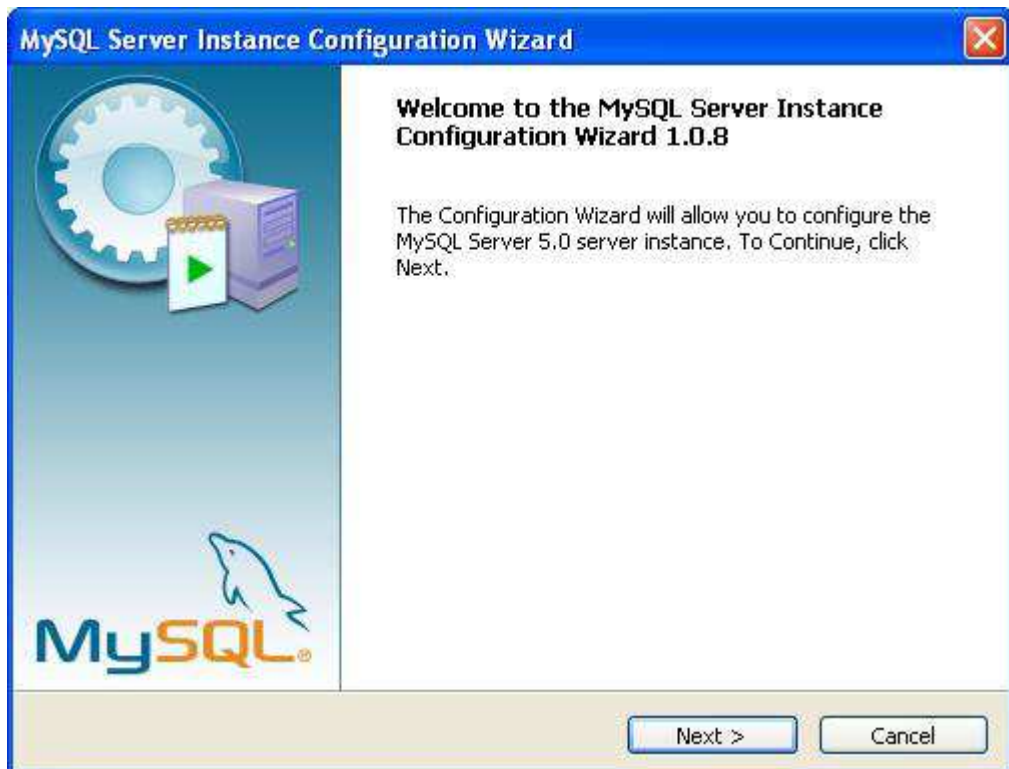 MySQL Server Instance Configuration Wizard
Welcome to the MySQL Server Instance
Configuration Wizard 1.0.8
The Configuration Wizard will allow you to configure the
MySQL Server 5.0 server instance. To Continue, click
Next.
MySQL®
Next >
Cancel